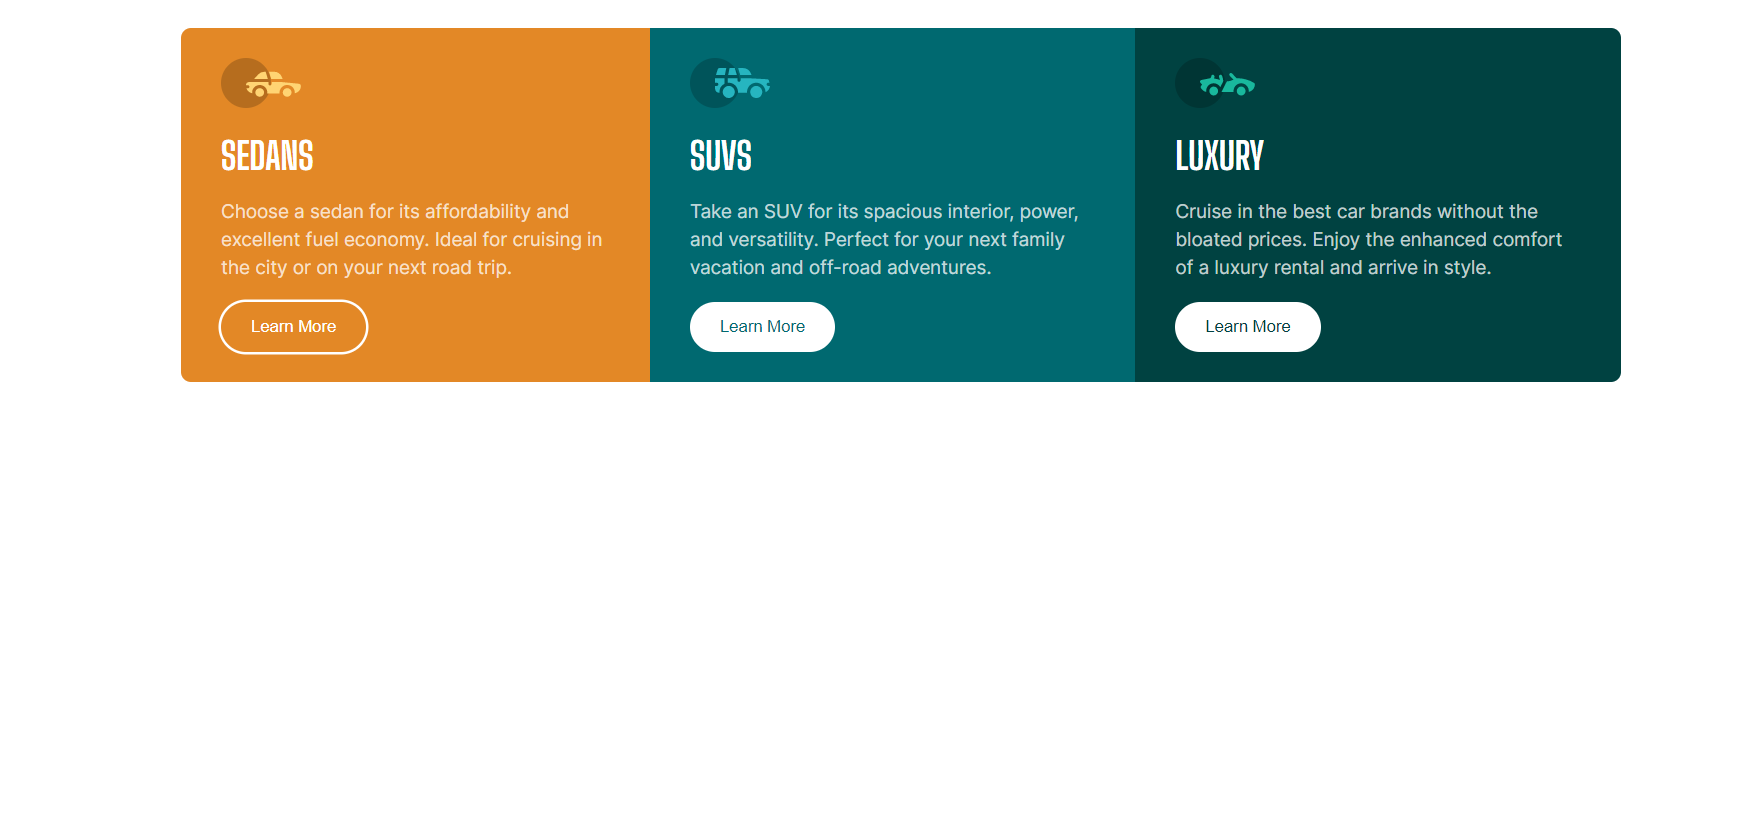 SEDANS
Choose a sedan for its affordability and
excellent fuel economy. Ideal for cruising in
the city or on your next road trip.
Learn More
SUVS
Take an SUV for its spacious interior, power,
and versatility. Perfect for your next family
vacation and off-road adventures.
Learn More
LUXURY
Cruise in the best car brands without the
bloated prices. Enjoy the enhanced comfort
of a luxury rental and arrive in style.
Learn More